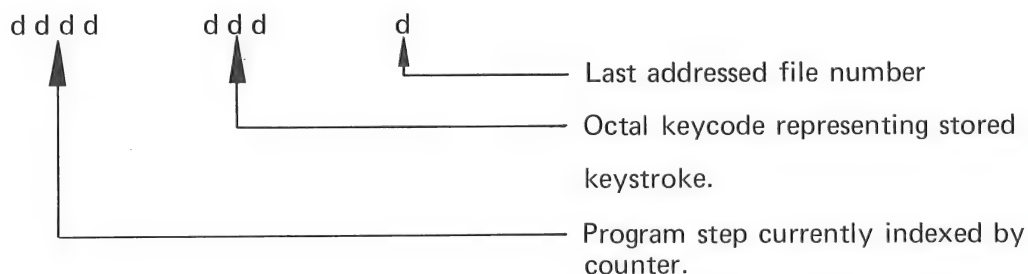 d d d d d d d d
Last addressed file number
Octal keycode representing stored
keystroke.
Program step currently indexed by
counter.